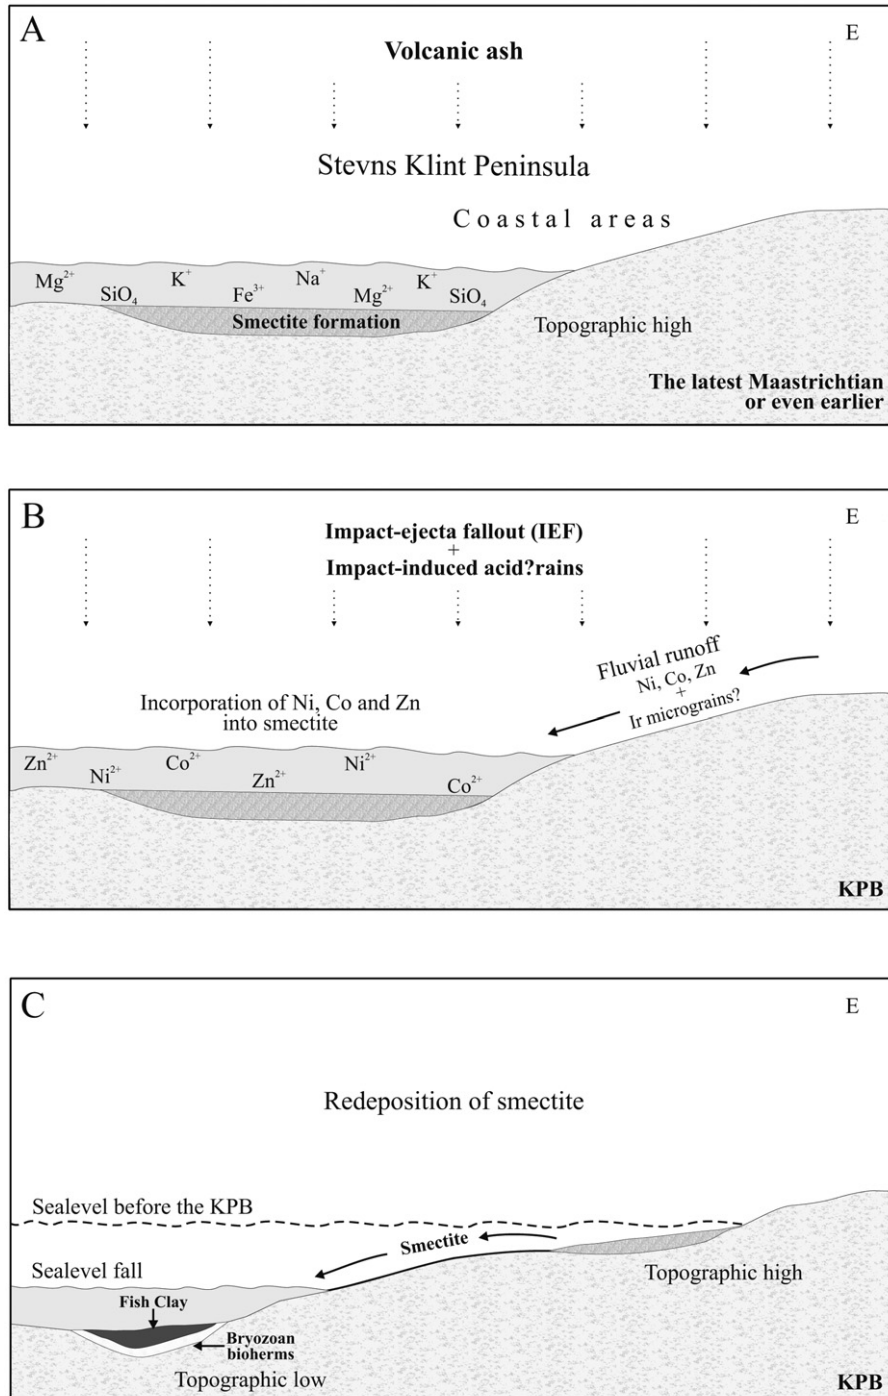 A
E
Volcanic ash
Stevns Klint Peninsula
Coastal areas
Mg²⁺ SiO₄ K⁺ Fe³⁺ Na⁺ Mg²⁺ K⁺ SiO₄
Smectite formation
Topographic high
The latest Maastrichtian
or even earlier
B
E
Impact-ejecta fallout (IEF)
+
Impact-induced acid?rains
Fluvial runoff
Ni, Co, Zn
+
Ir micrograins?
Incorporation of Ni, Co and Zn
into smectite
Zn²⁺ Ni²⁺ Co²⁺ Zn²⁺ Ni²⁺ Co²⁺
KPB
C
E
Redeposition of smectite
Sealevel before the KPB
Smectite
Sealevel fall
Topographic high
Fish Clay
Bryozoan
bioherms
Topographic low
KPB